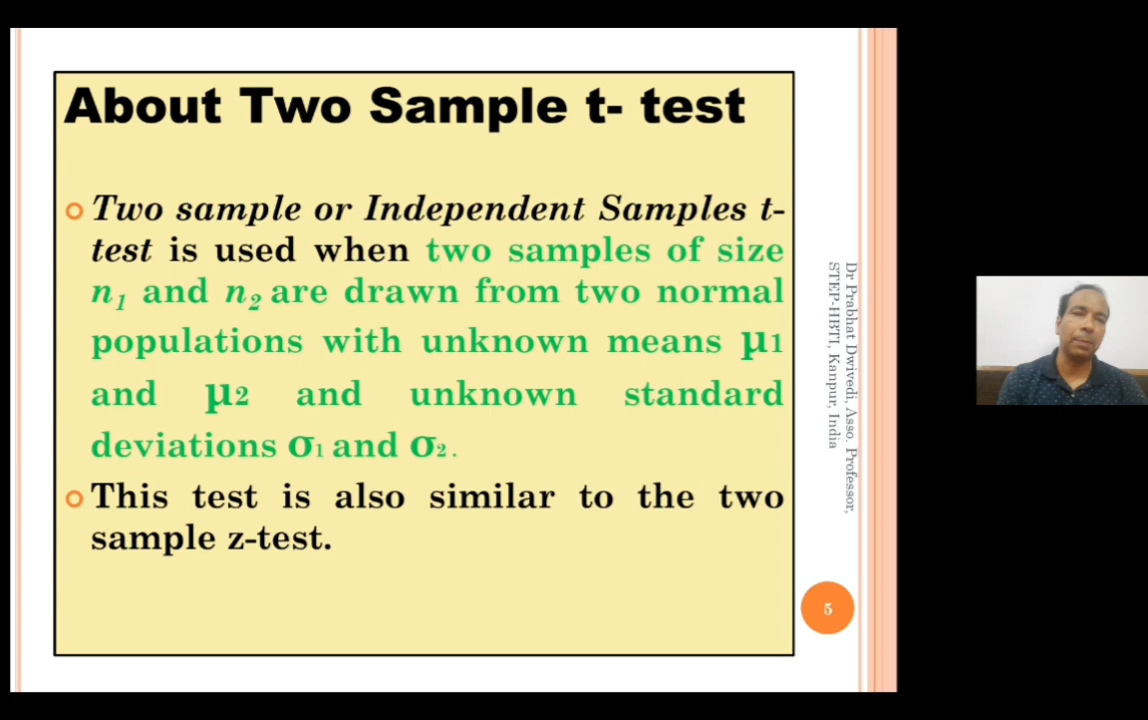 About Two Sample t- test
Two sample or Independent Samples t-
test is used when two samples of size
n₁ and n₂ are drawn from two normal
populations with unknown means μ1
and μ2 and unknown standard
deviations σ1 and σ2 .
This test is also similar to the two
sample z-test.
Dr Prabhat Dwivedi, Asso. Professor,
STEP-HBTI, Kanpur, India
5